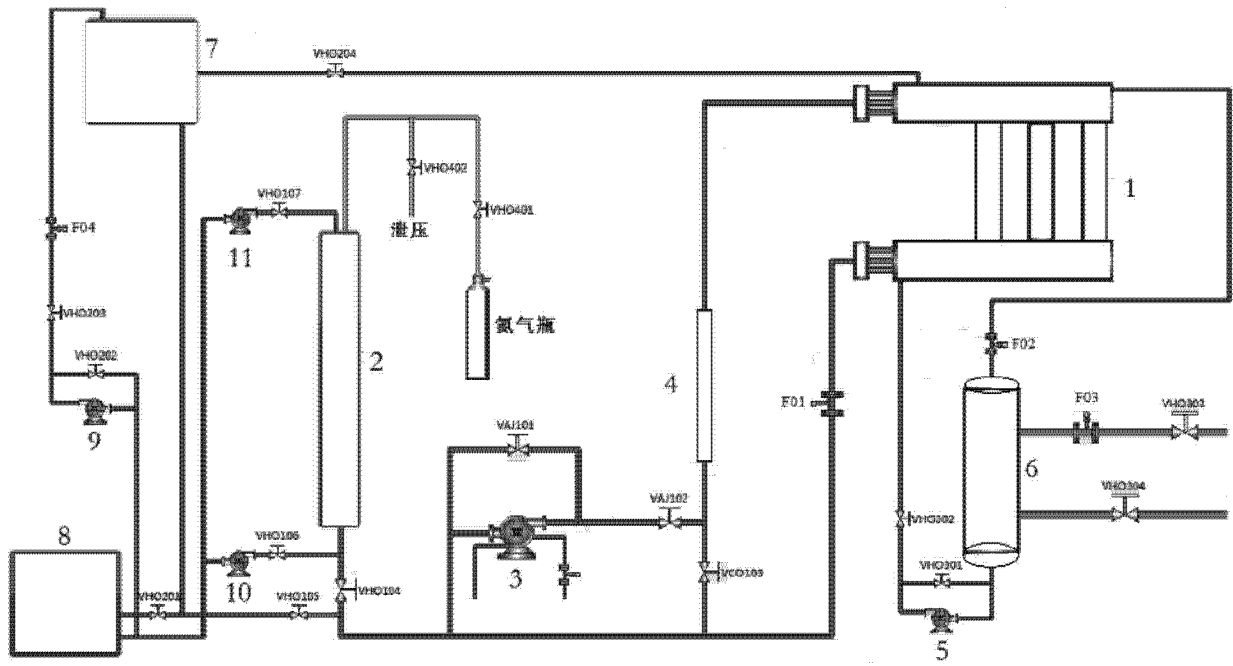 7
VHO204
VHO402
VHO107
VHO401
1
F04
泄压
11
氮气瓶
VHO203
F02
2
VHO202
4
F03
F01
VHO303
9
VAJ101
6
VAJ102
VHO304
8
VHO106
VHO302
3
VCO103
VHO301
10
VHO104
VHO201
VHO105
5